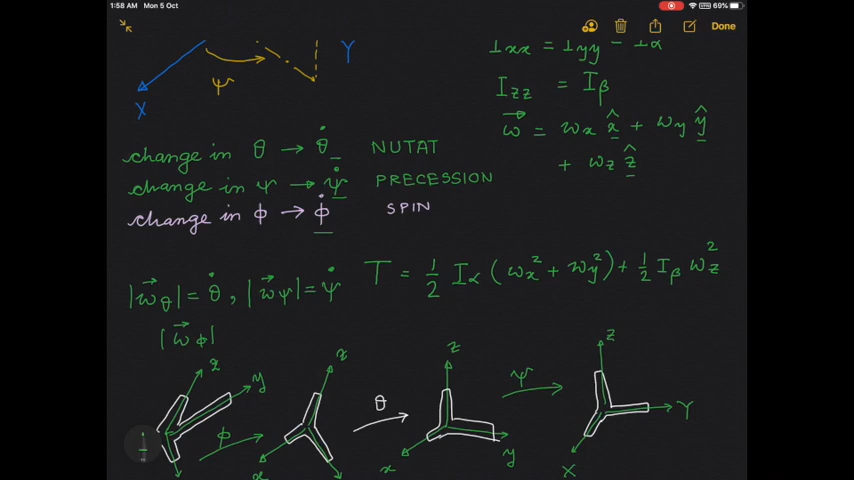 1:58 AM Mon 5 Oct
69%
Done
X
ψ
Y
Ixx = Iyy = Iα
Izz = Iβ
ω⃗ = ωx x̂ + ωy ŷ
+ ωz ẑ
change in θ → θ̇ NUTAT
change in ψ → ψ̇ PRECESSION
change in ϕ → ϕ̇ SPIN
|ω⃗θ| = θ̇, |ω⃗ψ| = ψ̇
T = 1/2 Iα (ωx² + ωy²) + 1/2 Iβ ωz²
|ω⃗ϕ|
z
y
ϕ
z
x
θ
z
y
x
ψ
Z
Y
X